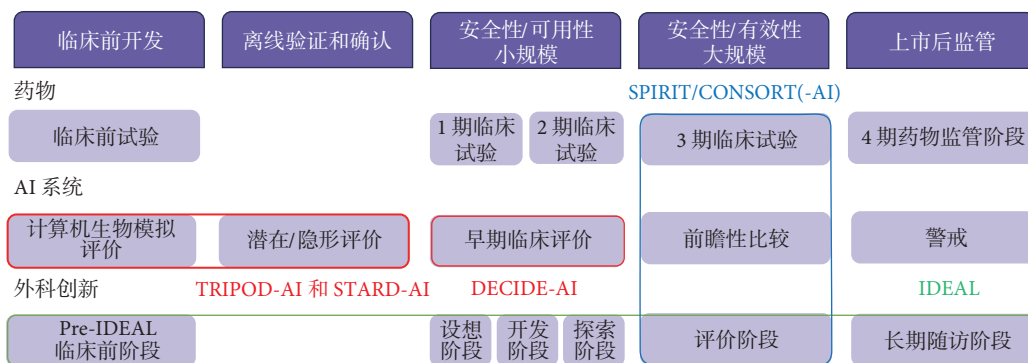 临床前开发
离线验证和确认
安全性/可用性
小规模
安全性/有效性
大规模
上市后监管
药物
SPIRIT/CONSORT(-AI)
临床前试验
1 期临床
试验
2 期临床
试验
3 期临床试验
4 期药物监管阶段
AI 系统
计算机生物模拟
评价
潜在/隐形评价
早期临床评价
前瞻性比较
警戒
外科创新
TRIPOD-AI 和 STARD-AI
DECIDE-AI
IDEAL
Pre-IDEAL
临床前阶段
设想
阶段
开发
阶段
探索
阶段
评价阶段
长期随访阶段